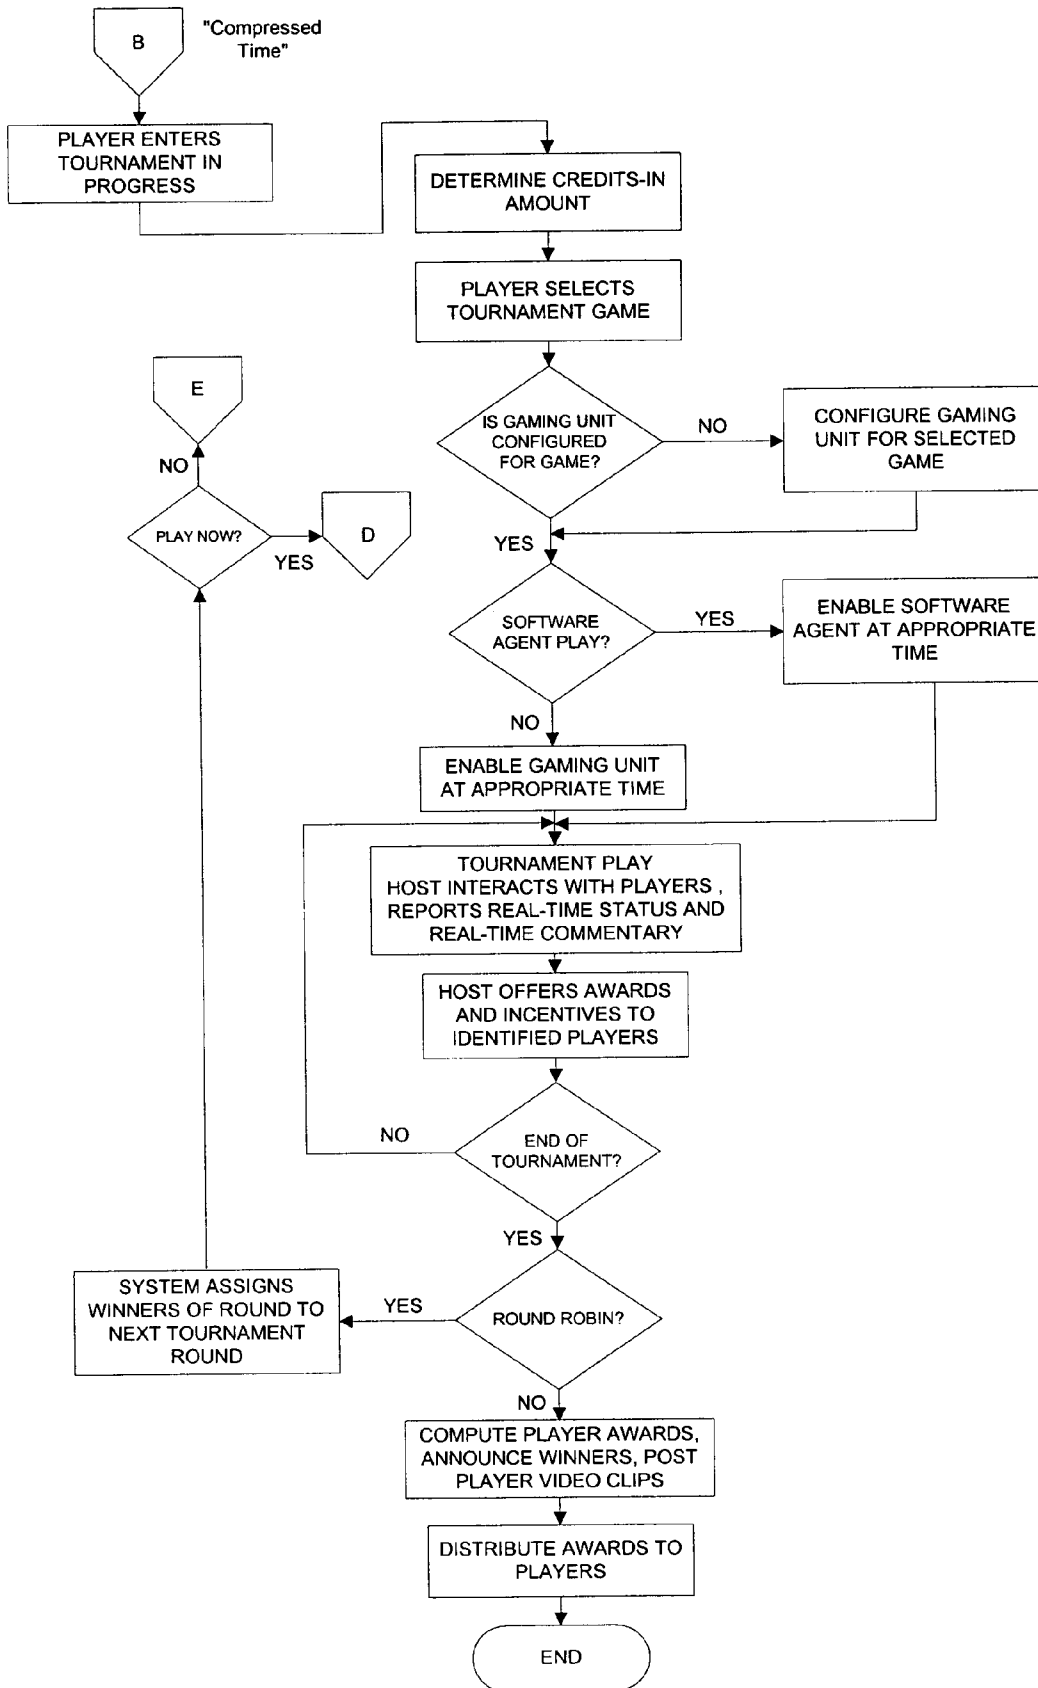 B
"Compressed
Time"
PLAYER ENTERS
TOURNAMENT IN
PROGRESS
DETERMINE CREDITS-IN
AMOUNT
PLAYER SELECTS
TOURNAMENT GAME
E
IS GAMING UNIT
CONFIGURED
FOR GAME?
NO
CONFIGURE GAMING
UNIT FOR SELECTED
GAME
NO
PLAY NOW?
YES
D
YES
SOFTWARE
AGENT PLAY?
YES
ENABLE SOFTWARE
AGENT AT APPROPRIATE
TIME
NO
ENABLE GAMING UNIT
AT APPROPRIATE TIME
TOURNAMENT PLAY
HOST INTERACTS WITH PLAYERS ,
REPORTS REAL-TIME STATUS AND
REAL-TIME COMMENTARY
HOST OFFERS AWARDS
AND INCENTIVES TO
IDENTIFIED PLAYERS
NO
END OF
TOURNAMENT?
YES
SYSTEM ASSIGNS
WINNERS OF ROUND TO
NEXT TOURNAMENT
ROUND
YES
ROUND ROBIN?
NO
COMPUTE PLAYER AWARDS,
ANNOUNCE WINNERS, POST
PLAYER VIDEO CLIPS
DISTRIBUTE AWARDS TO
PLAYERS
END